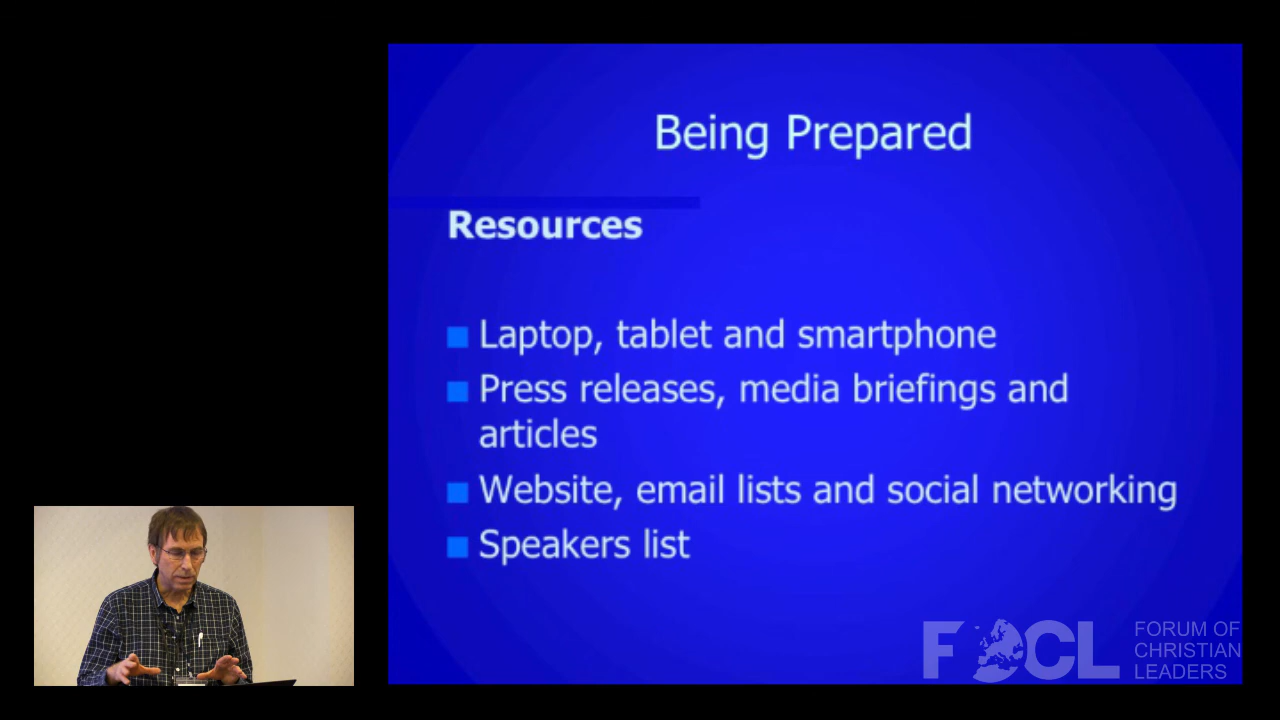 Being Prepared
Resources
Laptop, tablet and smartphone
Press releases, media briefings and
articles
Website, email lists and social networking
Speakers list
FOCL
FORUM OF
CHRISTIAN
LEADERS